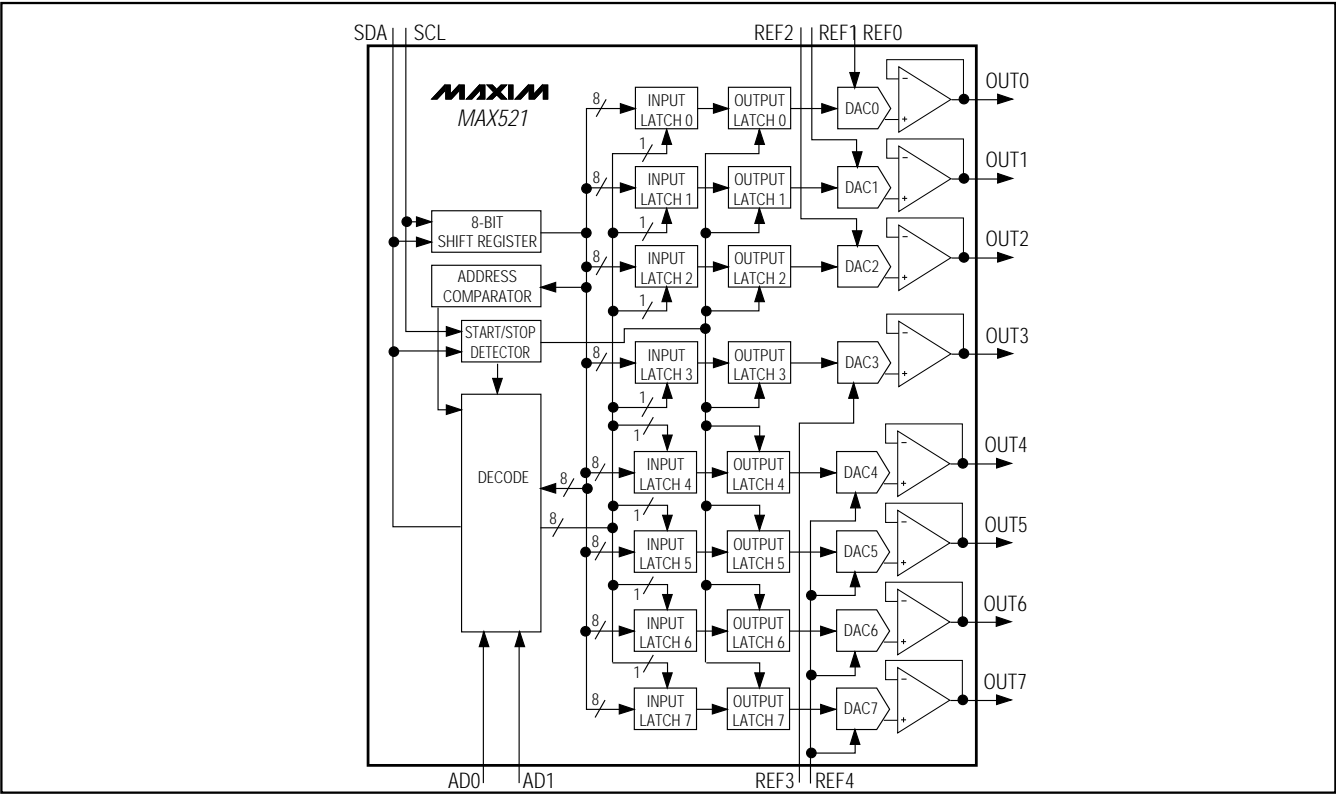 SDA SCL REF2 REF1 REF0
MAXIM
MAX521
8 INPUT LATCH 0 OUTPUT LATCH 0 DAC0 - + OUT0
1
8 INPUT LATCH 1 OUTPUT LATCH 1 DAC1 - + OUT1
1
8-BIT
SHIFT REGISTER
8 INPUT LATCH 2 OUTPUT LATCH 2 DAC2 - + OUT2
1
ADDRESS
COMPARATOR
START/STOP
DETECTOR
8 INPUT LATCH 3 OUTPUT LATCH 3 DAC3 - + OUT3
1
1
DECODE
8
8
8 INPUT LATCH 4 OUTPUT LATCH 4 DAC4 - + OUT4
1
8 INPUT LATCH 5 OUTPUT LATCH 5 DAC5 - + OUT5
1
8 INPUT LATCH 6 OUTPUT LATCH 6 DAC6 - + OUT6
1
8 INPUT LATCH 7 OUTPUT LATCH 7 DAC7 - + OUT7
AD0 AD1 REF3 REF4